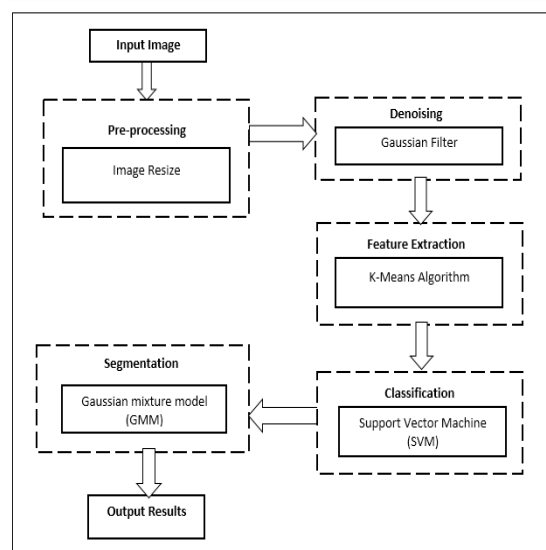 Input Image
Pre-processing
Image Resize
Denoising
Gaussian Filter
Feature Extraction
K-Means Algorithm
Classification
Support Vector Machine
(SVM)
Segmentation
Gaussian mixture model
(GMM)
Output Results